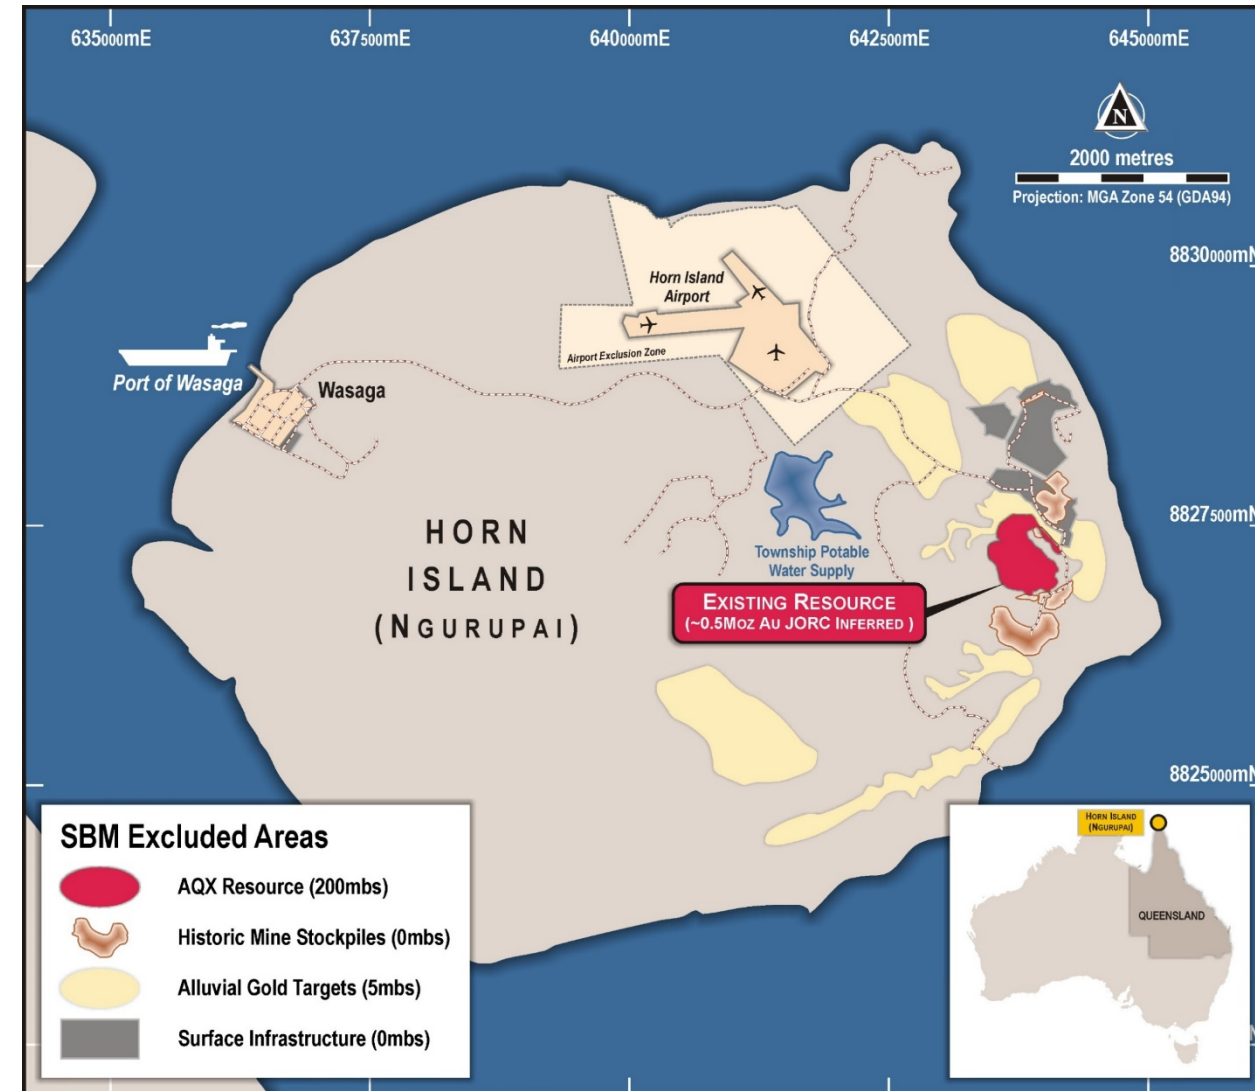 635000mE
637500mE
640000mE
642500mE
645000mE
N
2000 metres
Projection: MGA Zone 54 (GDA94)
8830000mN
Horn Island
Airport
Airport Exclusion Zone
Port of Wasaga
Wasaga
8827500mN
HORN
ISLAND
(NGURUPAI)
Township Potable
Water Supply
EXISTING RESOURCE
(~0.5MOZ AU JORC INFERRED )
8825000mN
SBM Excluded Areas
AQX Resource (200mbs)
Historic Mine Stockpiles (0mbs)
Alluvial Gold Targets (5mbs)
Surface Infrastructure (0mbs)
HORN ISLAND
(NGURUPAI)
QUEENSLAND